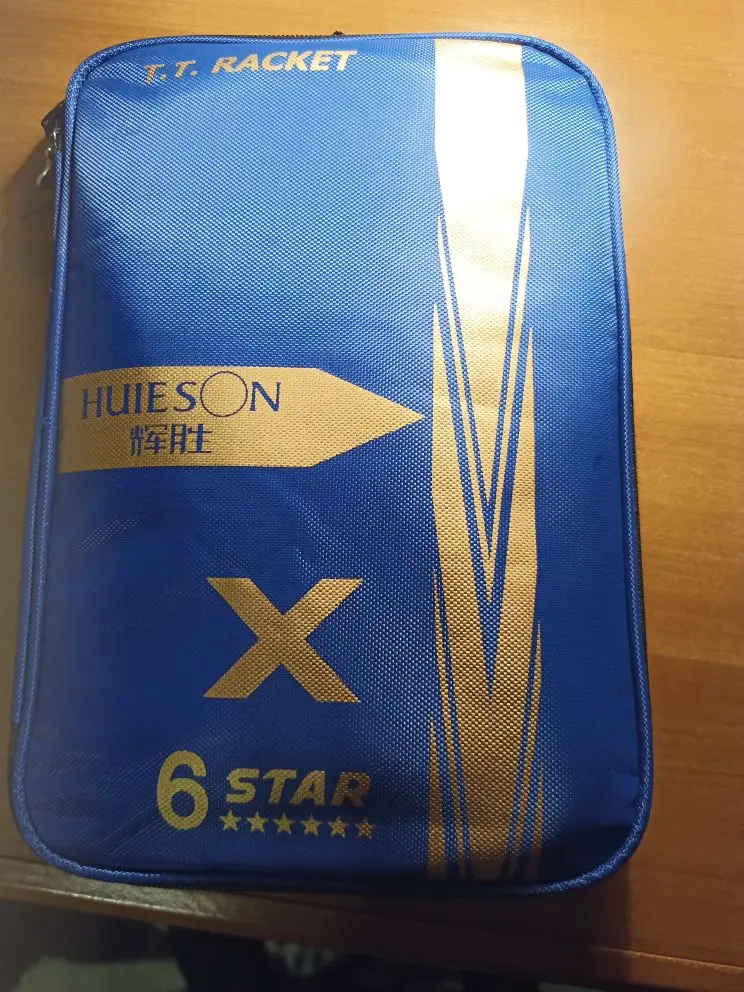 T.T. RACKET
HUIESON
辉胜
X
6 STAR